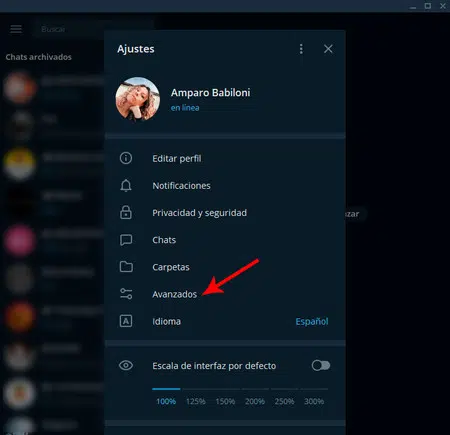 Buscar
Ajustes
Chats archivados
Amparo Babiloni
en línea
Editar perfil
Notificaciones
Privacidad y seguridad
Chats
Carpetas
Avanzados
Idioma Español
Escala de interfaz por defecto
100% 125% 150% 200% 250% 300%